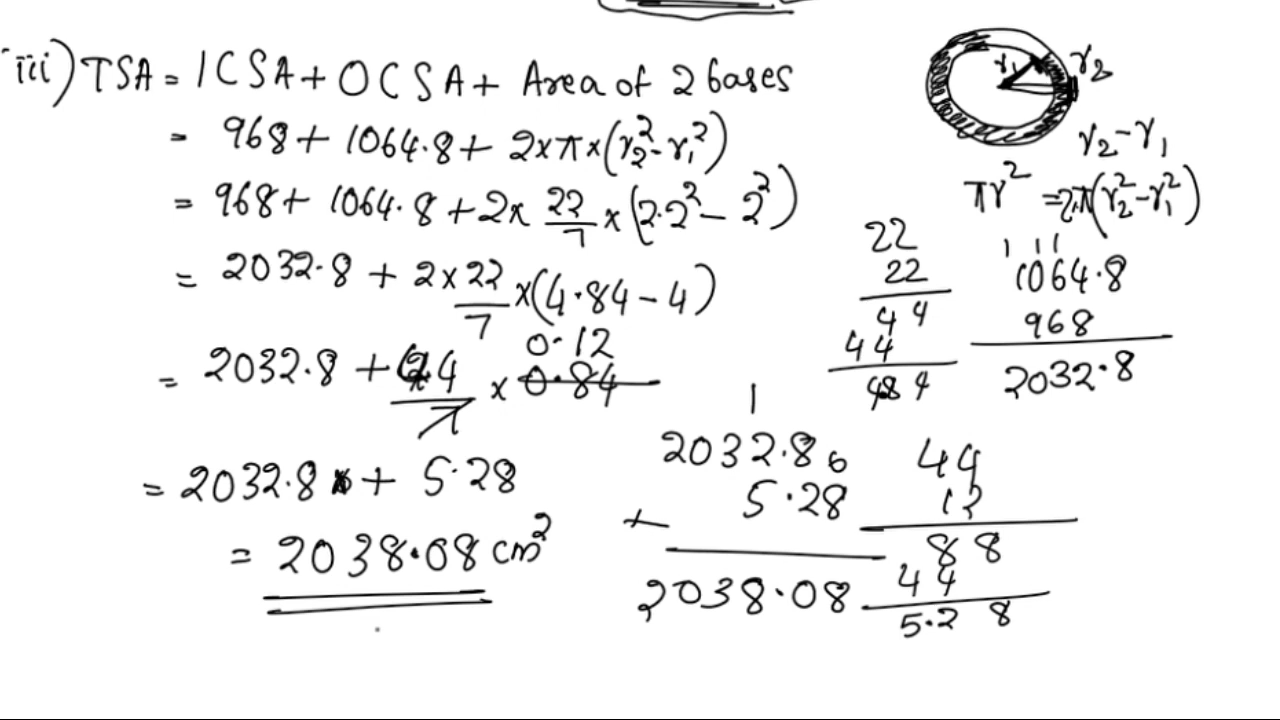 iii) TSA = ICSA + OCSA + Area of 2 bases
= 968 + 1064.8 + 2×π×(r₂² - r₁²)
= 968 + 1064.8 + 2× 22/7 × (2.2² - 2²)
= 2032.8 + 2×22/7 ×(4.84 - 4)
0.12
= 2032.8 + 44/7 × 0.84
= 2032.8 + 5.28
= 2038.08 cm²
r₁ r₂
r₂ - r₁
πr² = 2π(r₂² - r₁²)
22
22
44
44
484
1 1 1
1064.8
968
2032.8
1
2032.80
+ 5.28
2038.08
44
12
88
44
5.28